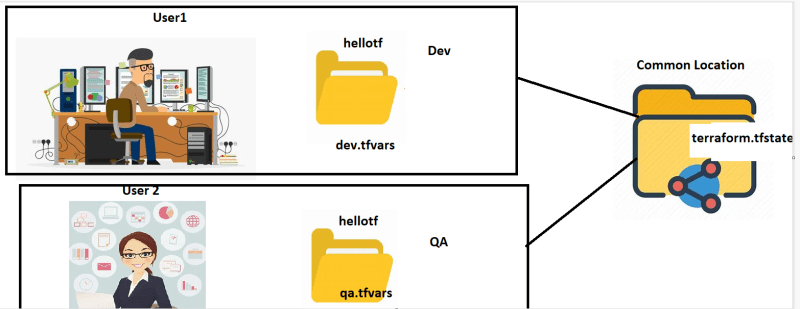 User1
hellotf
Dev
dev.tfvars
Common Location
terraform.tfstate
User 2
hellotf
QA
qa.tfvars